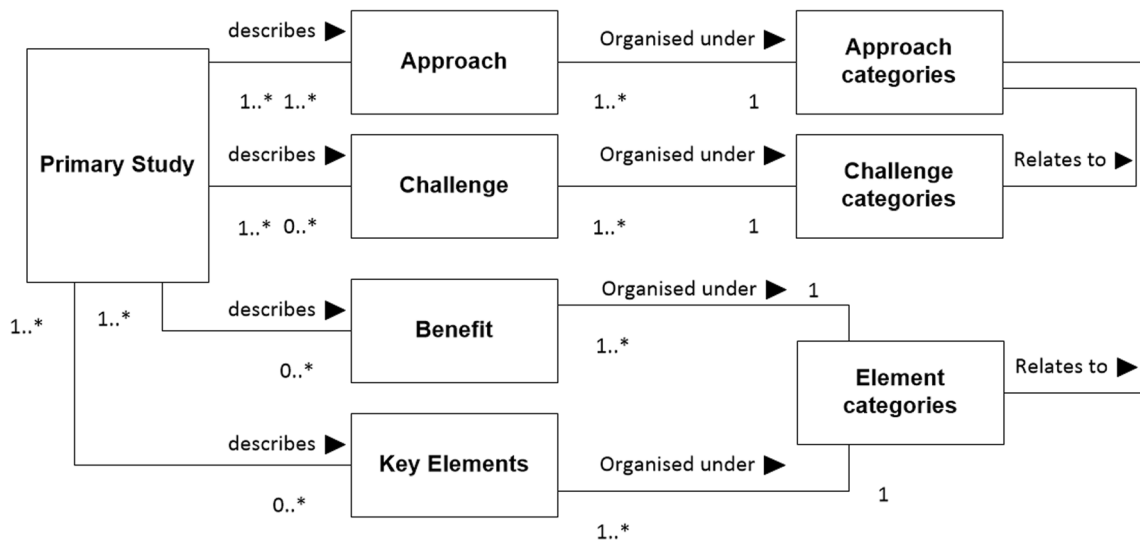 describes ▶
Organised under ▶
Approach
Approach
categories
1..* 1..*
1..*
1
Primary Study
describes ▶
Organised under ▶
Relates to ▶
Challenge
Challenge
categories
1..* 0..*
1..*
1
describes ▶
Organised under ▶
1
1..*
1..*
Benefit
0..*
1..*
Element
categories
Relates to ▶
describes ▶
Organised under ▶
Key Elements
0..*
1..*
1